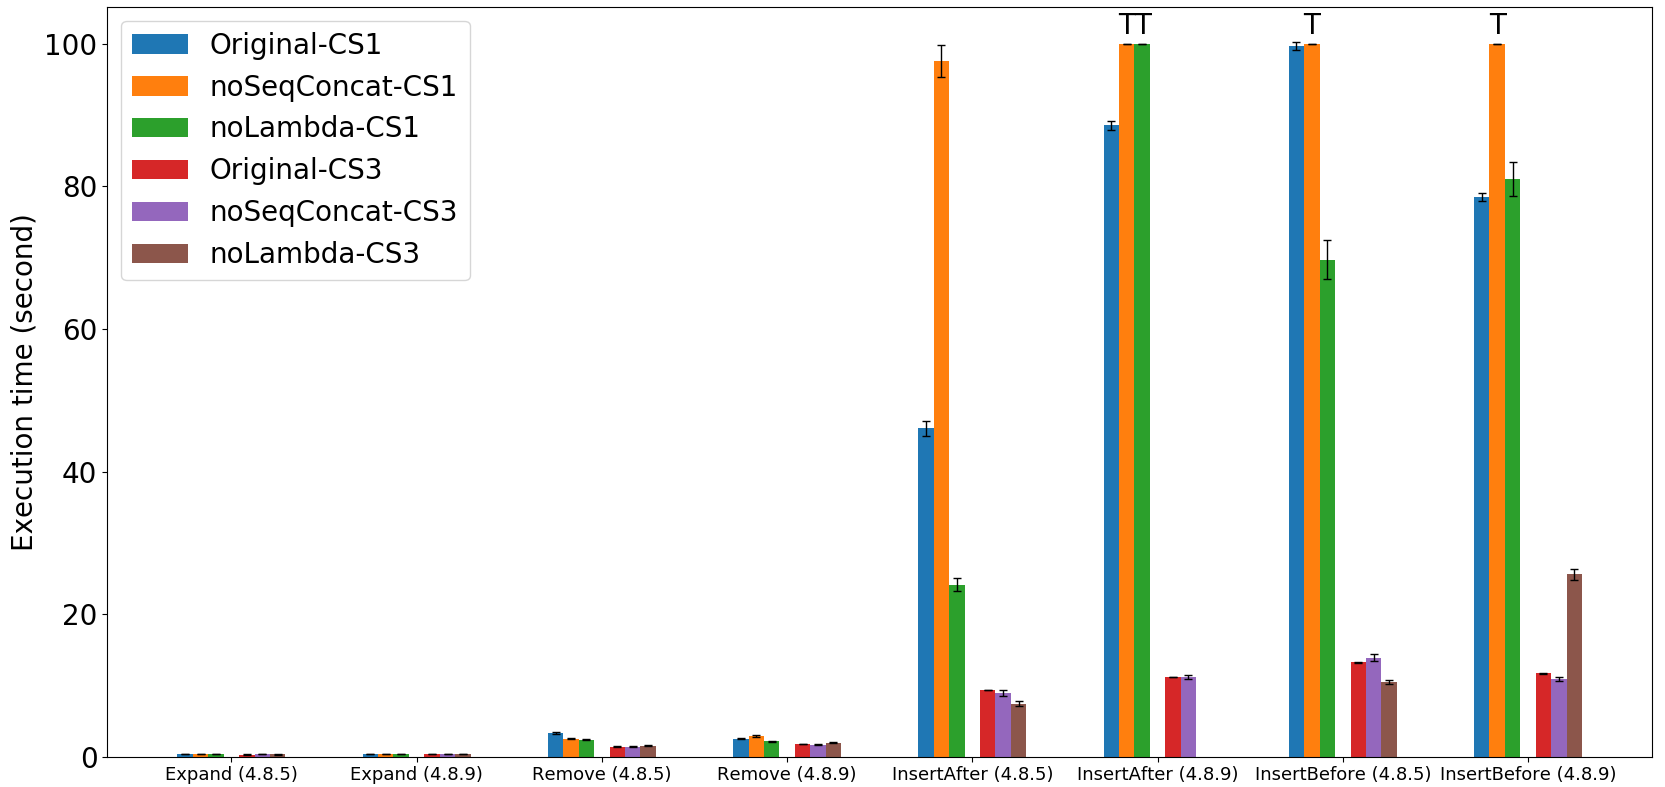 TT
T
T
100
80
60
40
20
0
Execution time (second)
Original-CS1
noSeqConcat-CS1
noLambda-CS1
Original-CS3
noSeqConcat-CS3
noLambda-CS3
Expand (4.8.5)
Expand (4.8.9)
Remove (4.8.5)
Remove (4.8.9)
InsertAfter (4.8.5)
InsertAfter (4.8.9)
InsertBefore (4.8.5)
InsertBefore (4.8.9)